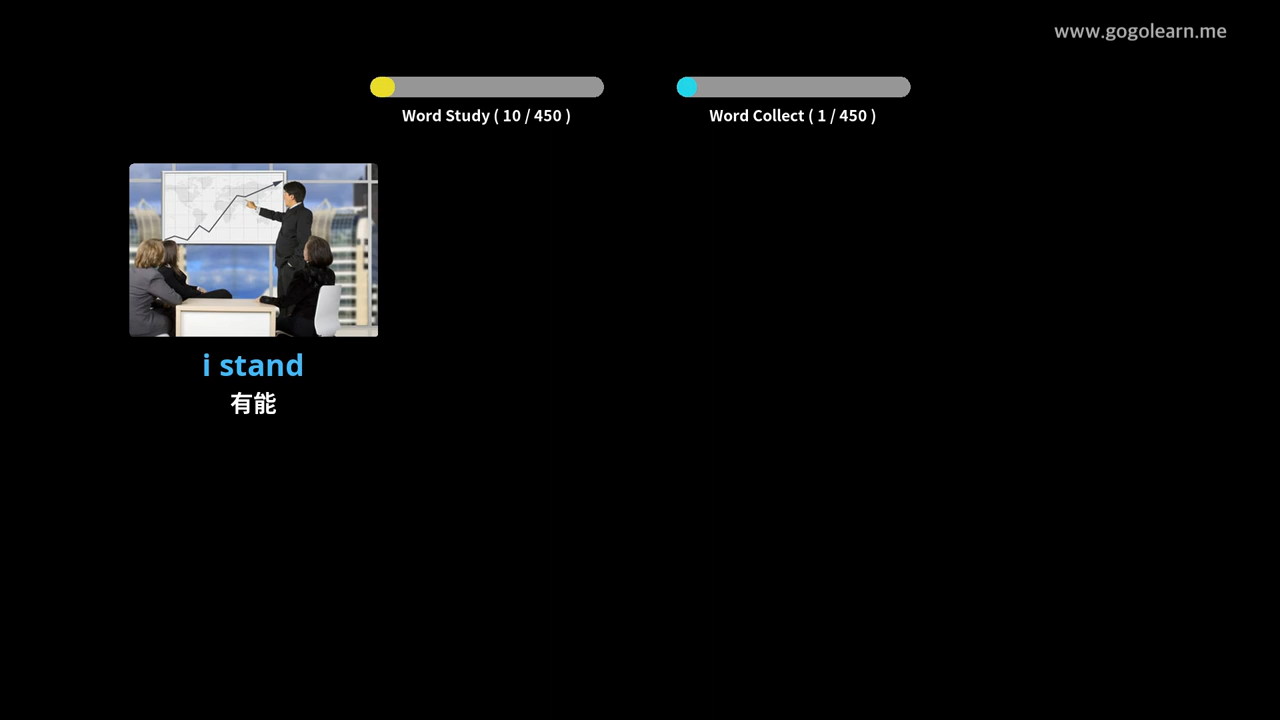 www.gogolearn.me
Word Study ( 10 / 450 )
Word Collect ( 1 / 450 )
i stand
有能